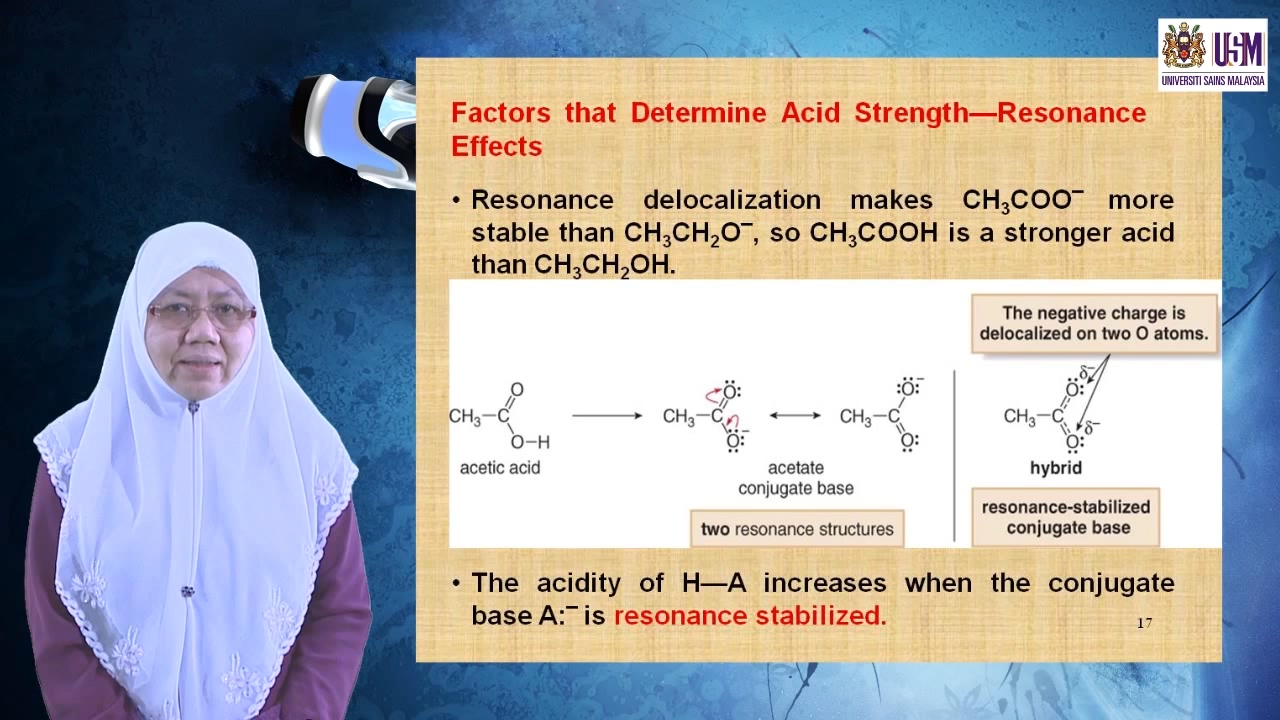 USM
UNIVERSITI SAINS MALAYSIA
Factors that Determine Acid Strength—Resonance
Effects
• Resonance delocalization makes CH₃COO⁻ more
stable than CH₃CH₂O⁻, so CH₃COOH is a stronger acid
than CH₃CH₂OH.
The negative charge is
delocalized on two O atoms.
CH₃–C O O–H
CH₃–C :O: :O:⁻
CH₃–C :O:⁻ O:
CH₃–C :O: δ⁻ O: δ⁻
acetic acid
acetate
conjugate base
hybrid
two resonance structures
resonance-stabilized
conjugate base
• The acidity of H—A increases when the conjugate
base A:⁻ is resonance stabilized.
17